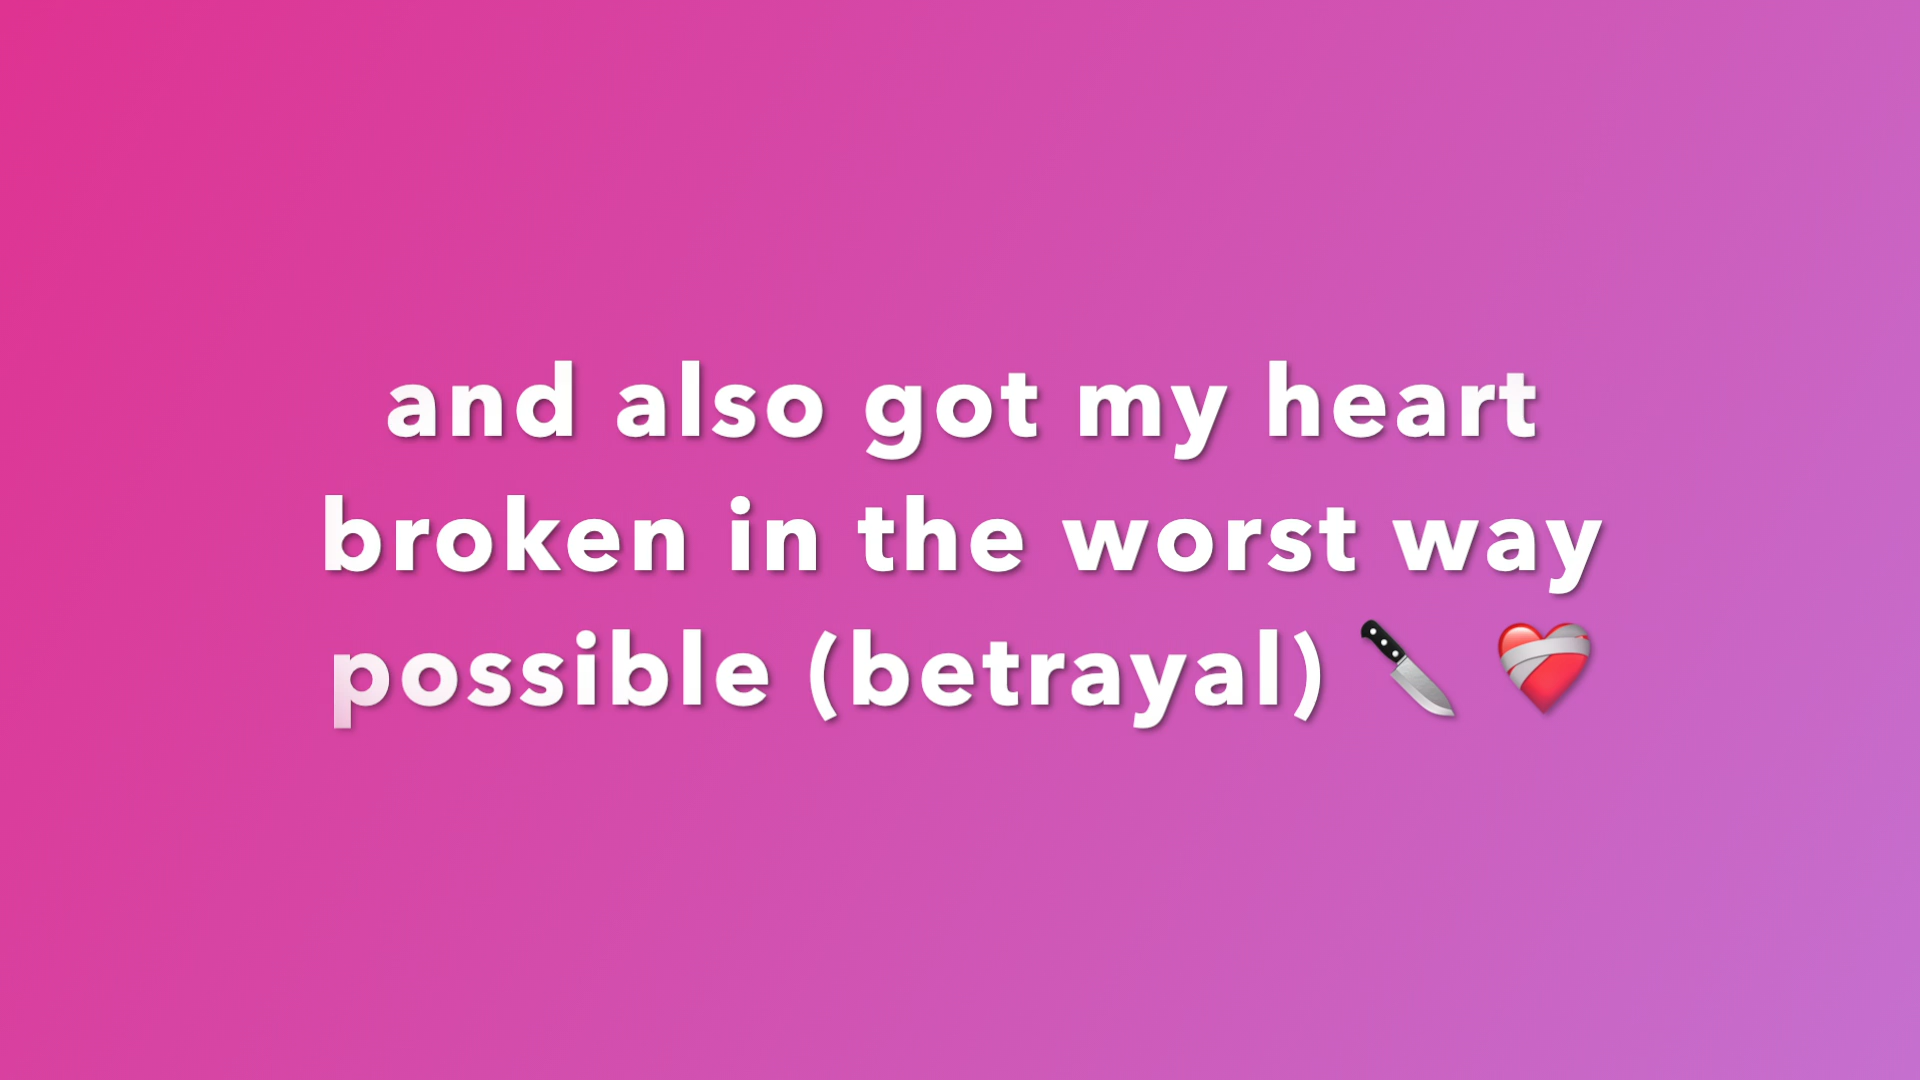 and also got my heart
broken in the worst way
possible (betrayal) 🔪 ❤️‍🩹